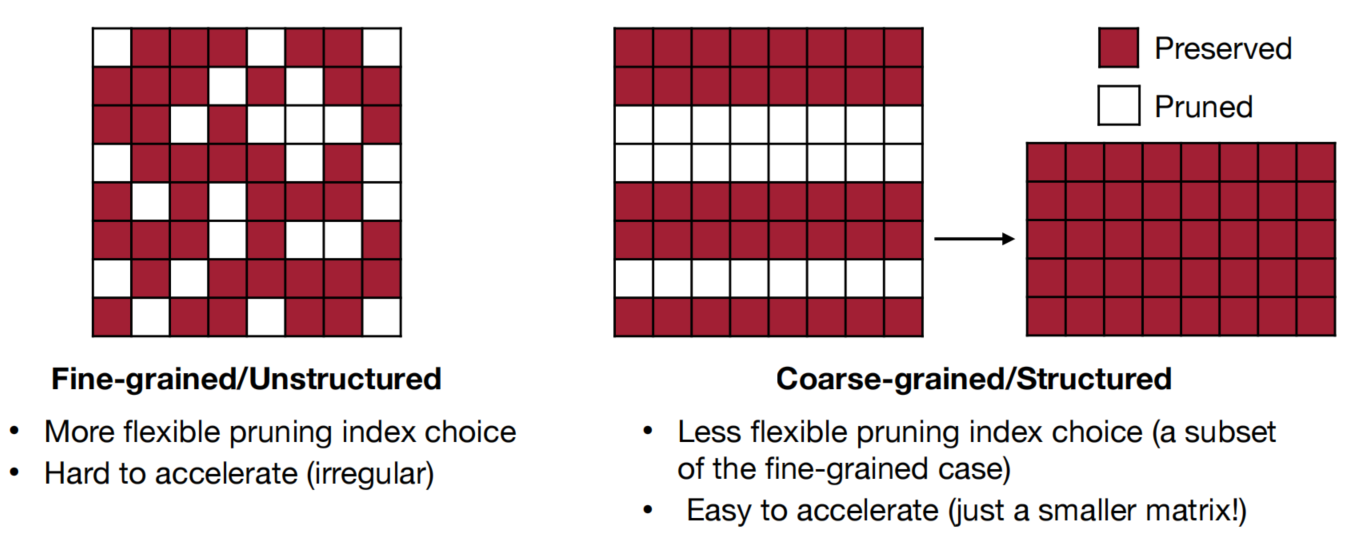 Preserved
Pruned
Fine-grained/Unstructured
• More flexible pruning index choice
• Hard to accelerate (irregular)
Coarse-grained/Structured
• Less flexible pruning index choice (a subset
of the fine-grained case)
• Easy to accelerate (just a smaller matrix!)